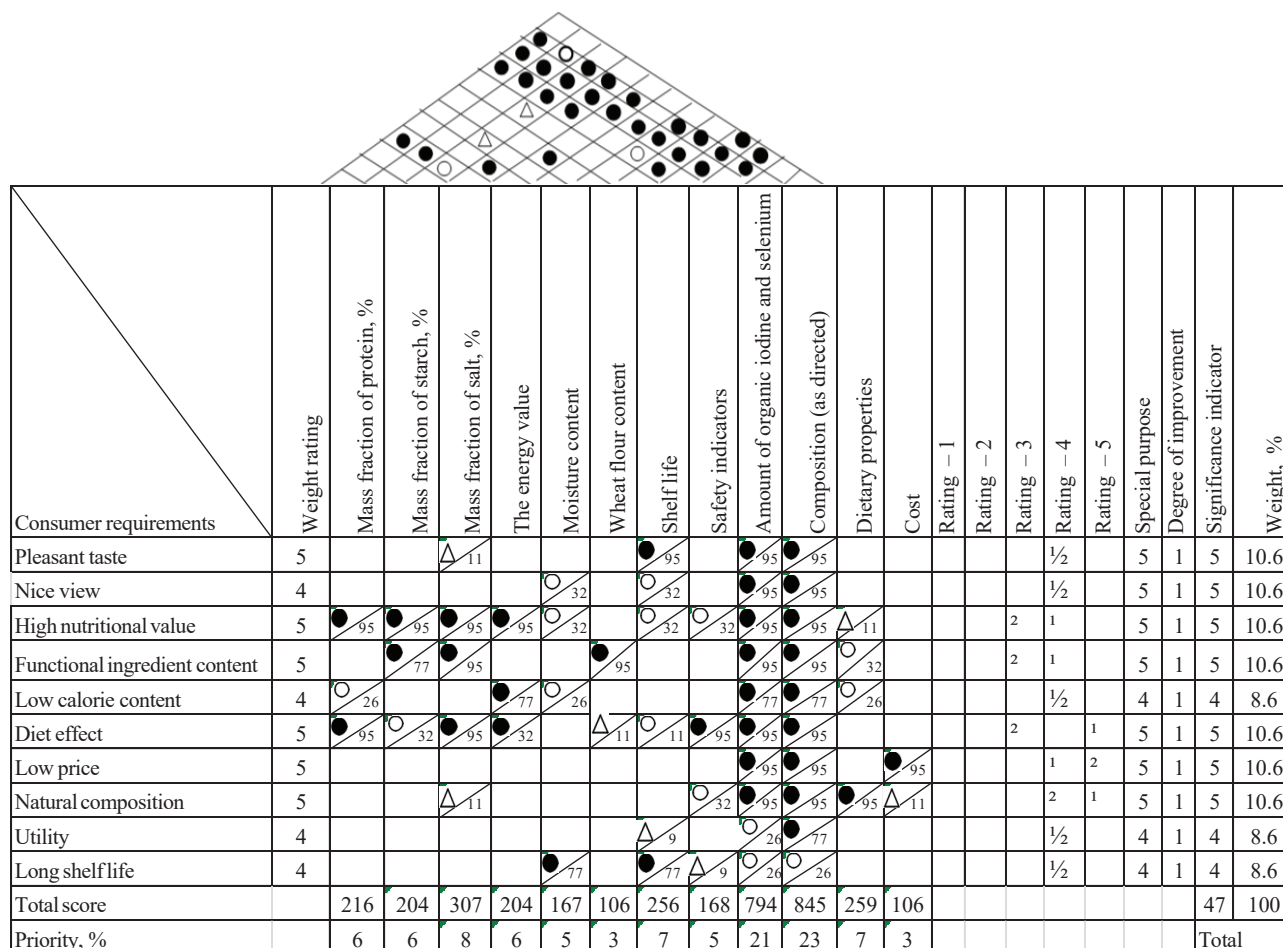 Consumer requirements Weight rating Mass fraction of protein, % Mass fraction of starch, % Mass fraction of salt, % The energy value Moisture content Wheat flour content Shelf life Safety indicators Amount of organic iodine and selenium Composition (as directed) Dietary properties Cost Rating – 1 Rating – 2 Rating – 3 Rating – 4 Rating – 5 Special purpose Degree of improvement Significance indicator Weight, %
Pleasant taste 5 11 95 95 95 ½ 5 1 5 10.6
Nice view 4 32 32 95 95 ½ 5 1 5 10.6
High nutritional value 5 95 95 95 95 32 32 32 95 95 11 ² ¹ 5 1 5 10.6
Functional ingredient content 5 77 95 95 95 95 32 ² ¹ 5 1 5 10.6
Low calorie content 4 26 77 26 77 77 26 ½ 4 1 4 8.6
Diet effect 5 95 32 95 32 11 11 95 95 95 ² ¹ 5 1 5 10.6
Low price 5 95 95 95 ¹ ² 5 1 5 10.6
Natural composition 5 11 32 95 95 95 11 ² ¹ 5 1 5 10.6
Utility 4 9 26 77 ½ 4 1 4 8.6
Long shelf life 4 77 77 9 26 26 ½ 4 1 4 8.6
Total score 216 204 307 204 167 106 256 168 794 845 259 106 47 100
Priority, % 6 6 8 6 5 3 7 5 21 23 7 3 Total